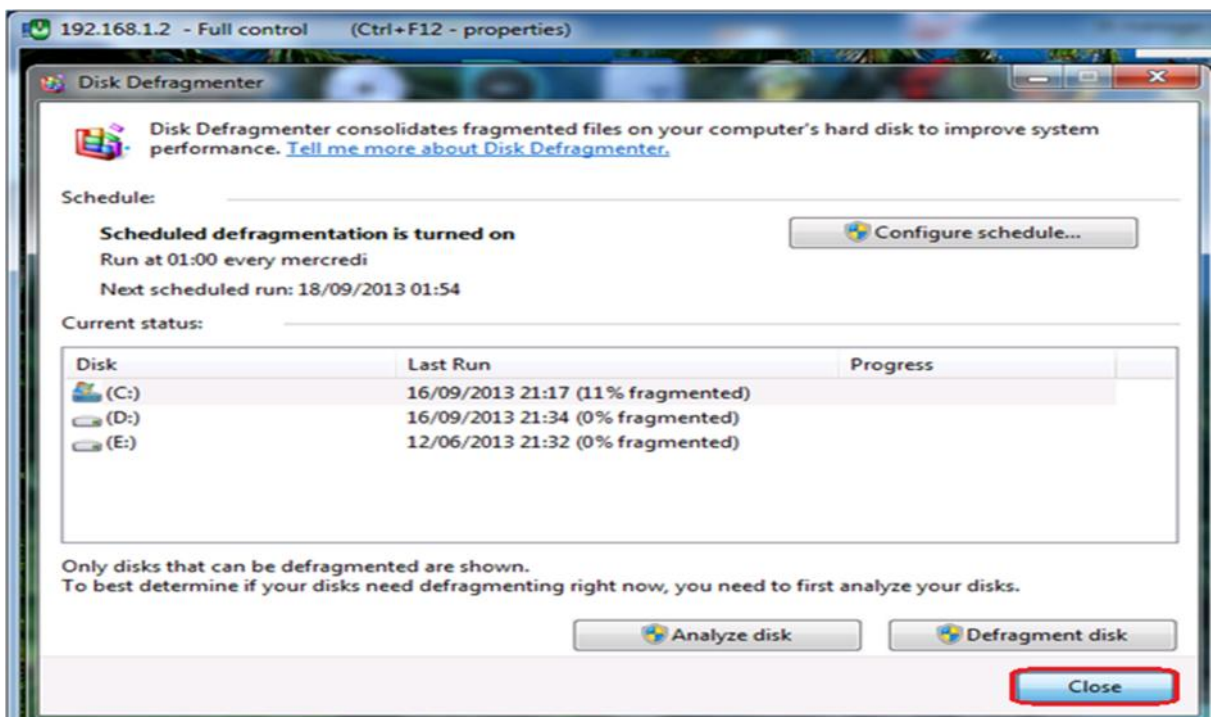 192.168.1.2 - Full control (Ctrl+F12 - properties)
Disk Defragmenter
Disk Defragmenter consolidates fragmented files on your computer's hard disk to improve system
performance. Tell me more about Disk Defragmenter.
Schedule:
Scheduled defragmentation is turned on
Configure schedule...
Run at 01:00 every mercredi
Next scheduled run: 18/09/2013 01:54
Current status:
Disk Last Run Progress
(C:) 16/09/2013 21:17 (11% fragmented)
(D:) 16/09/2013 21:34 (0% fragmented)
(E:) 12/06/2013 21:32 (0% fragmented)
Only disks that can be defragmented are shown.
To best determine if your disks need defragmenting right now, you need to first analyze your disks.
Analyze disk Defragment disk
Close